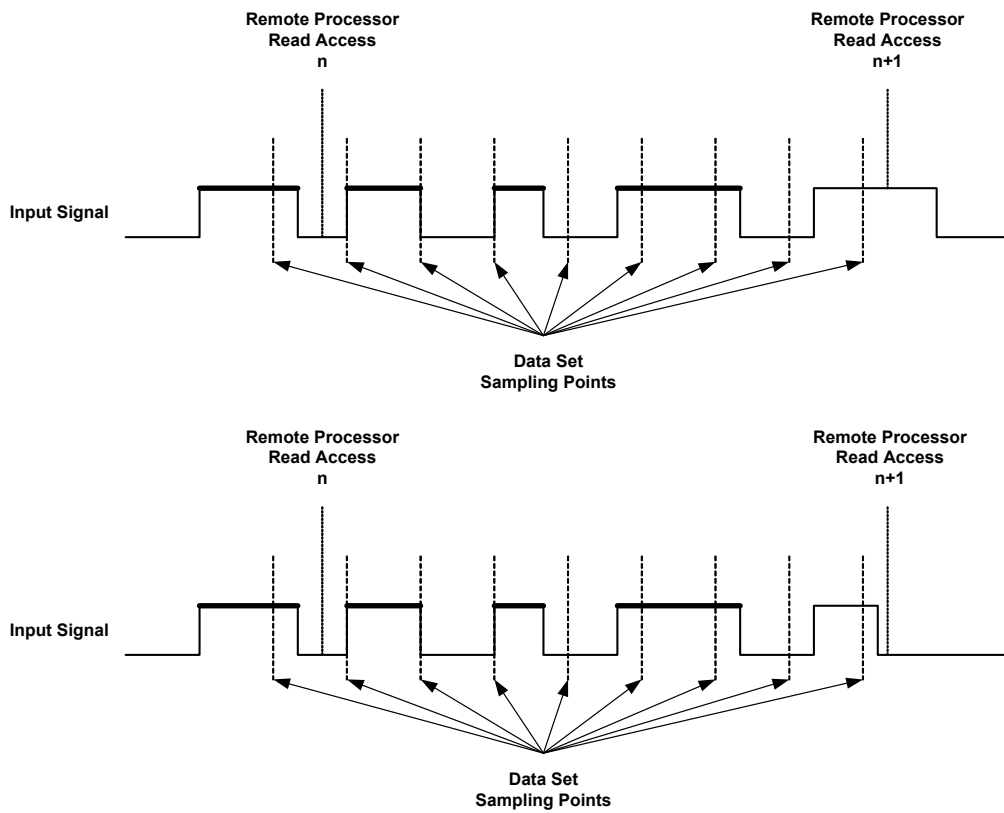 Remote Processor
Read Access
n
Remote Processor
Read Access
n+1
Input Signal
Data Set
Sampling Points
Remote Processor
Read Access
n
Remote Processor
Read Access
n+1
Input Signal
Data Set
Sampling Points